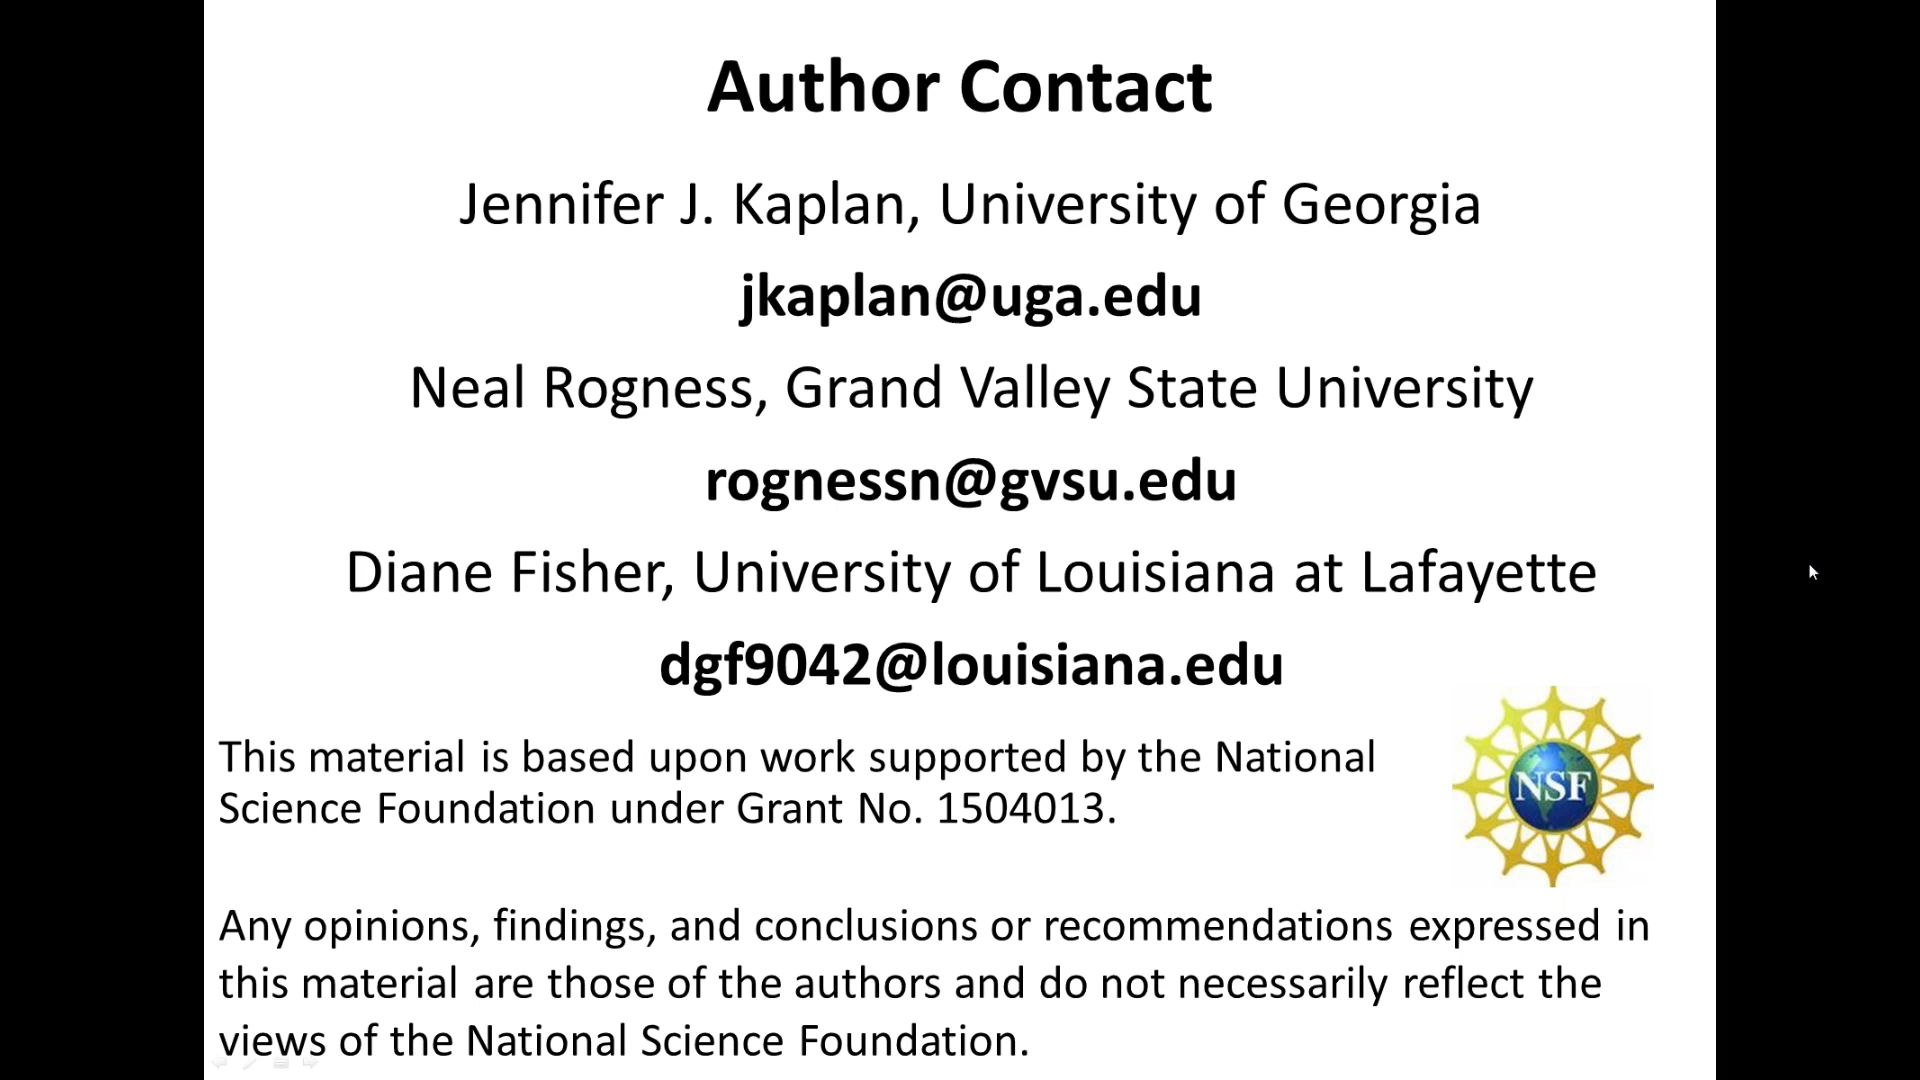 Author Contact
Jennifer J. Kaplan, University of Georgia
jkaplan@uga.edu
Neal Rogness, Grand Valley State University
rognessn@gvsu.edu
Diane Fisher, University of Louisiana at Lafayette
dgf9042@louisiana.edu
This material is based upon work supported by the National
Science Foundation under Grant No. 1504013.
NSF
Any opinions, findings, and conclusions or recommendations expressed in
this material are those of the authors and do not necessarily reflect the
views of the National Science Foundation.